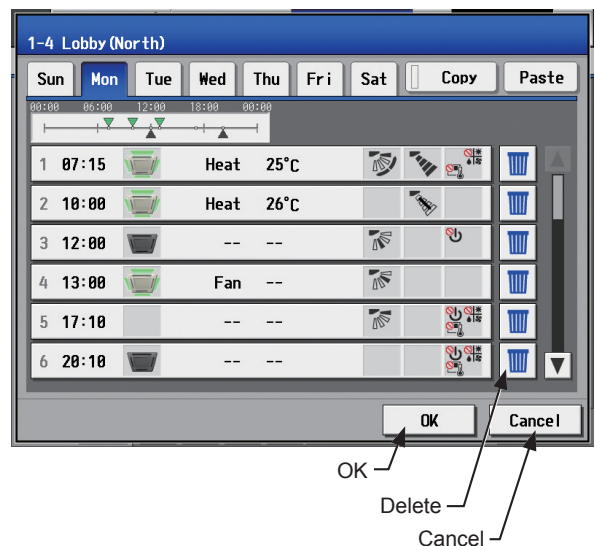 1-4 Lobby(North)
Sun Mon Tue Wed Thu Fri Sat Copy Paste
00:00 06:00 12:00 18:00 00:00
1 07:15 Heat 25°C
2 10:00 Heat 26°C
3 12:00 -- --
4 13:00 Fan --
5 17:10 -- --
6 20:10 -- --
OK Cancel
OK
Delete
Cancel